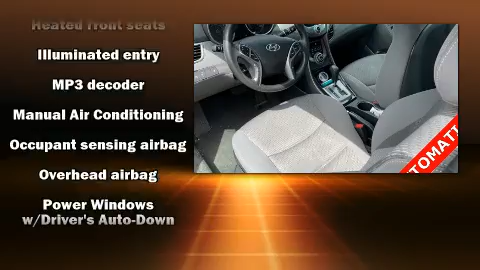 Heated front seats
Illuminated entry
MP3 decoder
Manual Air Conditioning
Occupant sensing airbag
Overhead airbag
Power Windows
w/Driver's Auto-Down
TOMATI